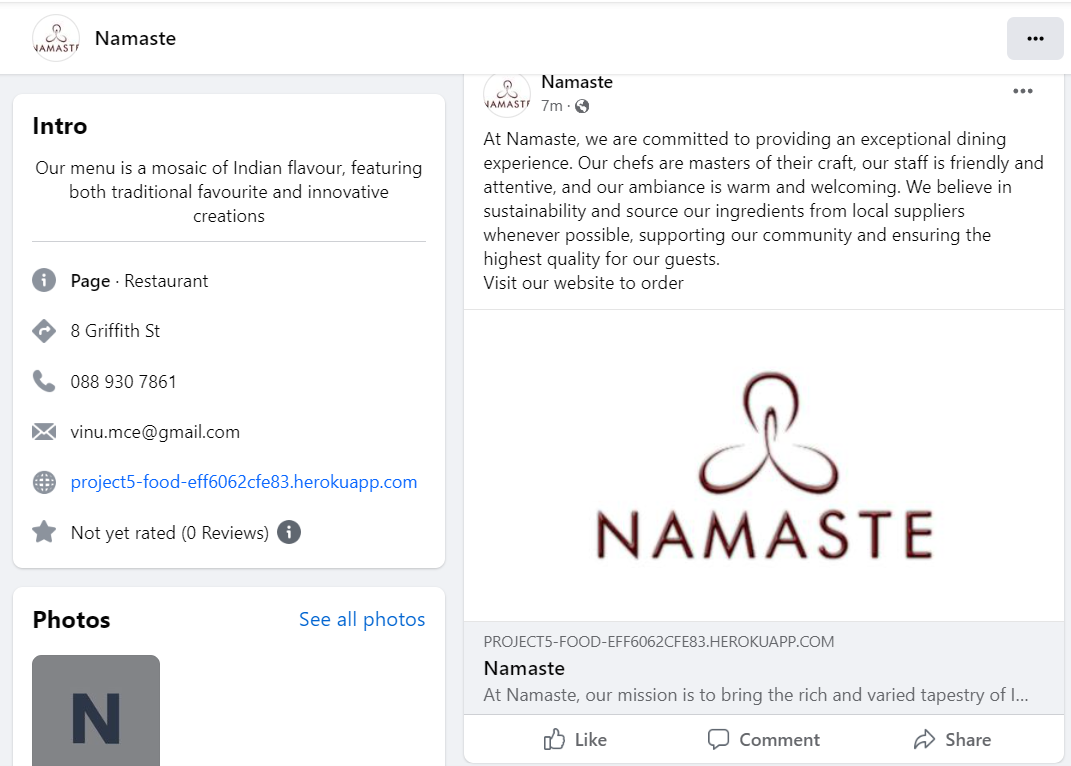 NAMASTE
Namaste
Intro
Our menu is a mosaic of Indian flavour, featuring
both traditional favourite and innovative
creations
Page · Restaurant
8 Griffith St
088 930 7861
vinu.mce@gmail.com
project5-food-eff6062cfe83.herokuapp.com
Not yet rated (0 Reviews)
Photos
See all photos
N
NAMASTE
Namaste
7m ·
At Namaste, we are committed to providing an exceptional dining
experience. Our chefs are masters of their craft, our staff is friendly and
attentive, and our ambiance is warm and welcoming. We believe in
sustainability and source our ingredients from local suppliers
whenever possible, supporting our community and ensuring the
highest quality for our guests.
Visit our website to order
NAMASTE
PROJECT5-FOOD-EFF6062CFE83.HEROKUAPP.COM
Namaste
At Namaste, our mission is to bring the rich and varied tapestry of I...
Like
Comment
Share